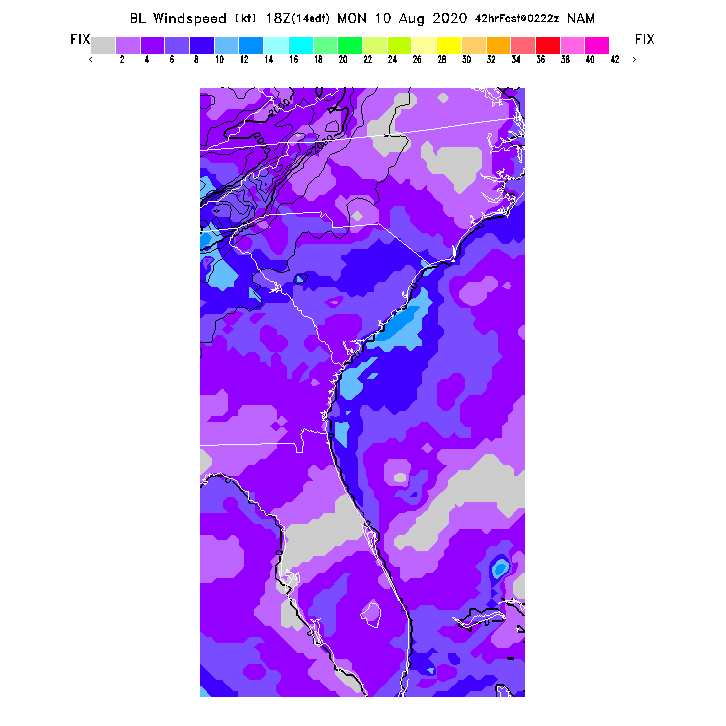 BL Windspeed [kt] 18Z(14edt) MON 10 Aug 2020 42hrFcst@0222z NAM
FIX FIX
< 2 4 6 8 10 12 14 16 18 20 22 24 26 28 30 32 34 36 38 40 42 >